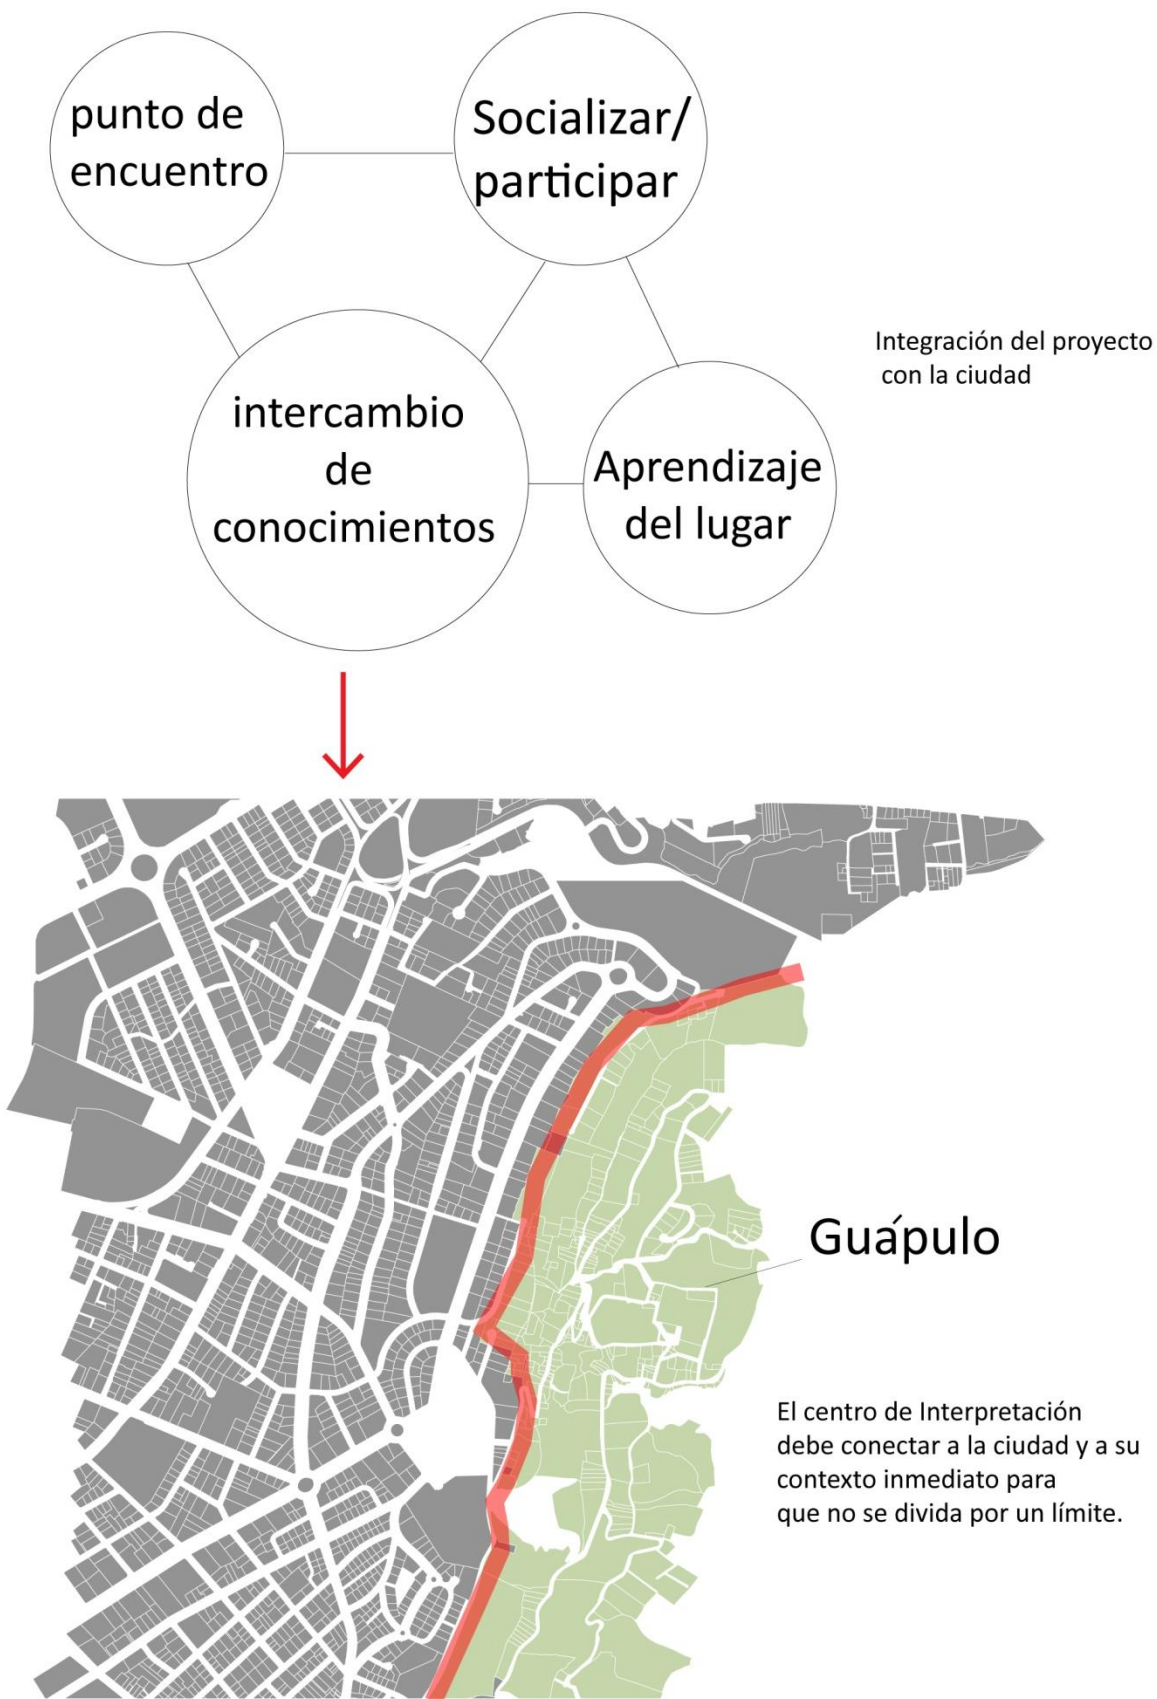 punto de
encuentro
Socializar/
participar
Integración del proyecto
con la ciudad
intercambio
de
conocimientos
Aprendizaje
del lugar
Guápulo
El centro de Interpretación
debe conectar a la ciudad y a su
contexto inmediato para
que no se divida por un límite.